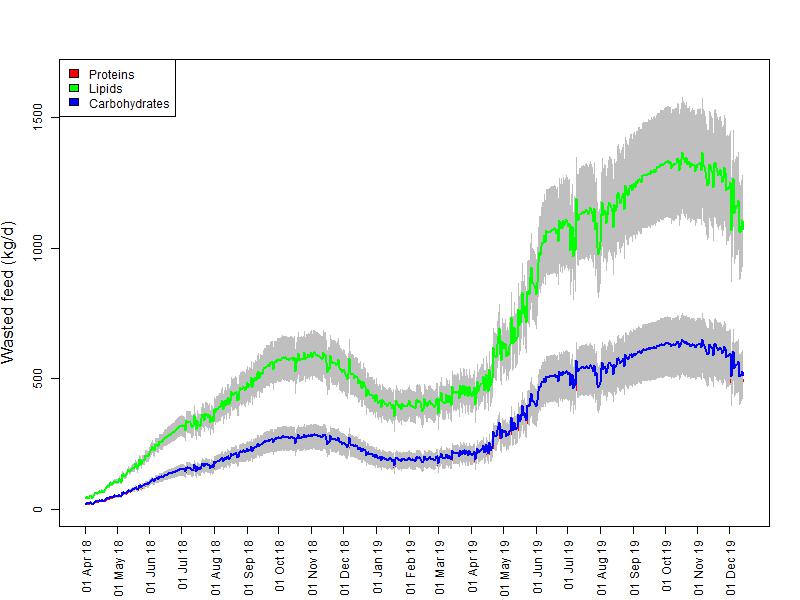 Proteins
Lipids
Carbohydrates
Wasted feed (kg/d)
1500
1000
500
0
01 Apr 18
01 May 18
01 Jun 18
01 Jul 18
01 Aug 18
01 Sep 18
01 Oct 18
01 Nov 18
01 Dec 18
01 Jan 19
01 Feb 19
01 Mar 19
01 Apr 19
01 May 19
01 Jun 19
01 Jul 19
01 Aug 19
01 Sep 19
01 Oct 19
01 Nov 19
01 Dec 19